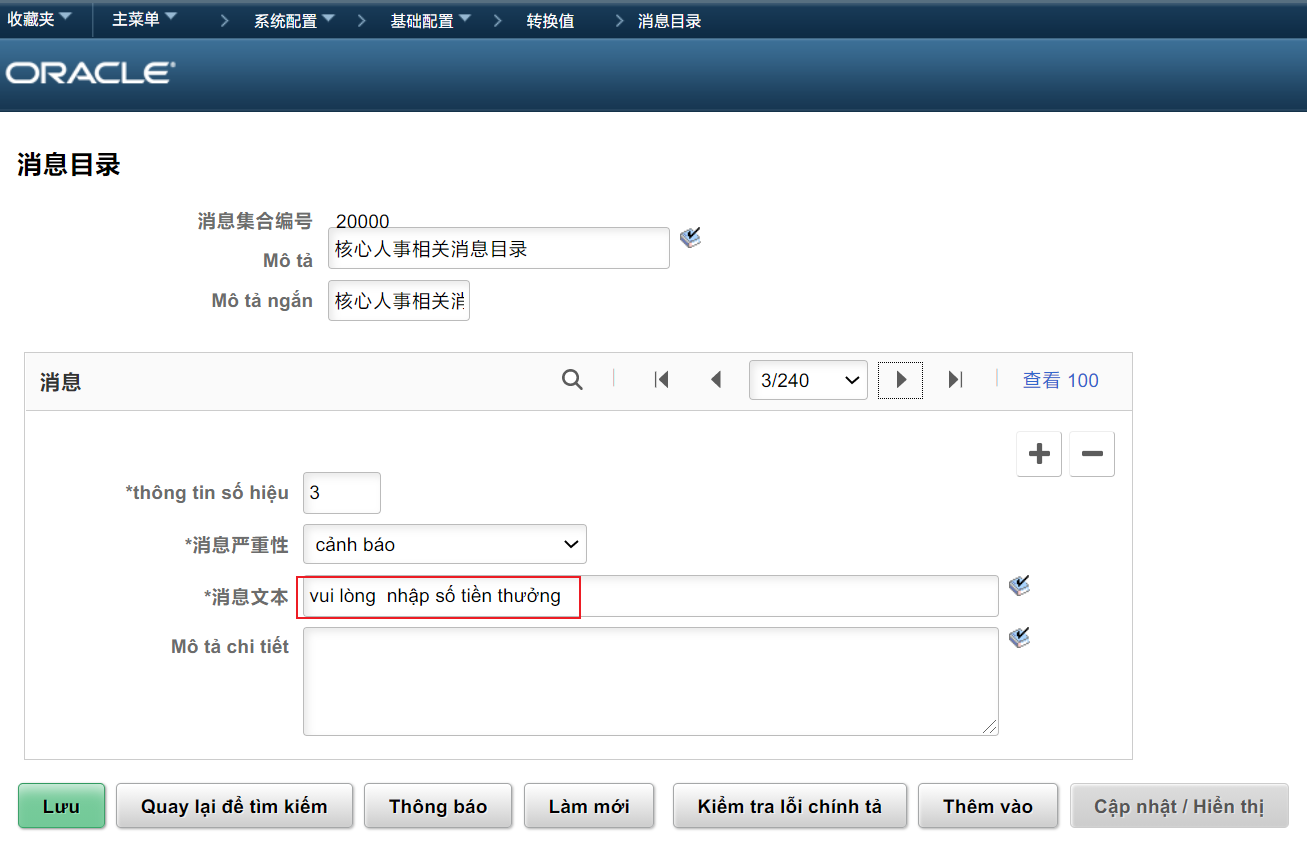 收藏夹 主菜单 系统配置 基础配置 转换值 消息目录
ORACLE
消息目录
消息集合编号 20000
Mô tả 核心人事相关消息目录
Mô tả ngắn 核心人事相关消
消息 3/240 查看 100
*thông tin số hiệu 3
*消息严重性 cảnh báo
*消息文本 vui lòng  nhập số tiền thưởng
Mô tả chi tiết
Lưu Quay lại để tìm kiếm Thông báo Làm mới Kiểm tra lỗi chính tả Thêm vào Cập nhật / Hiển thị